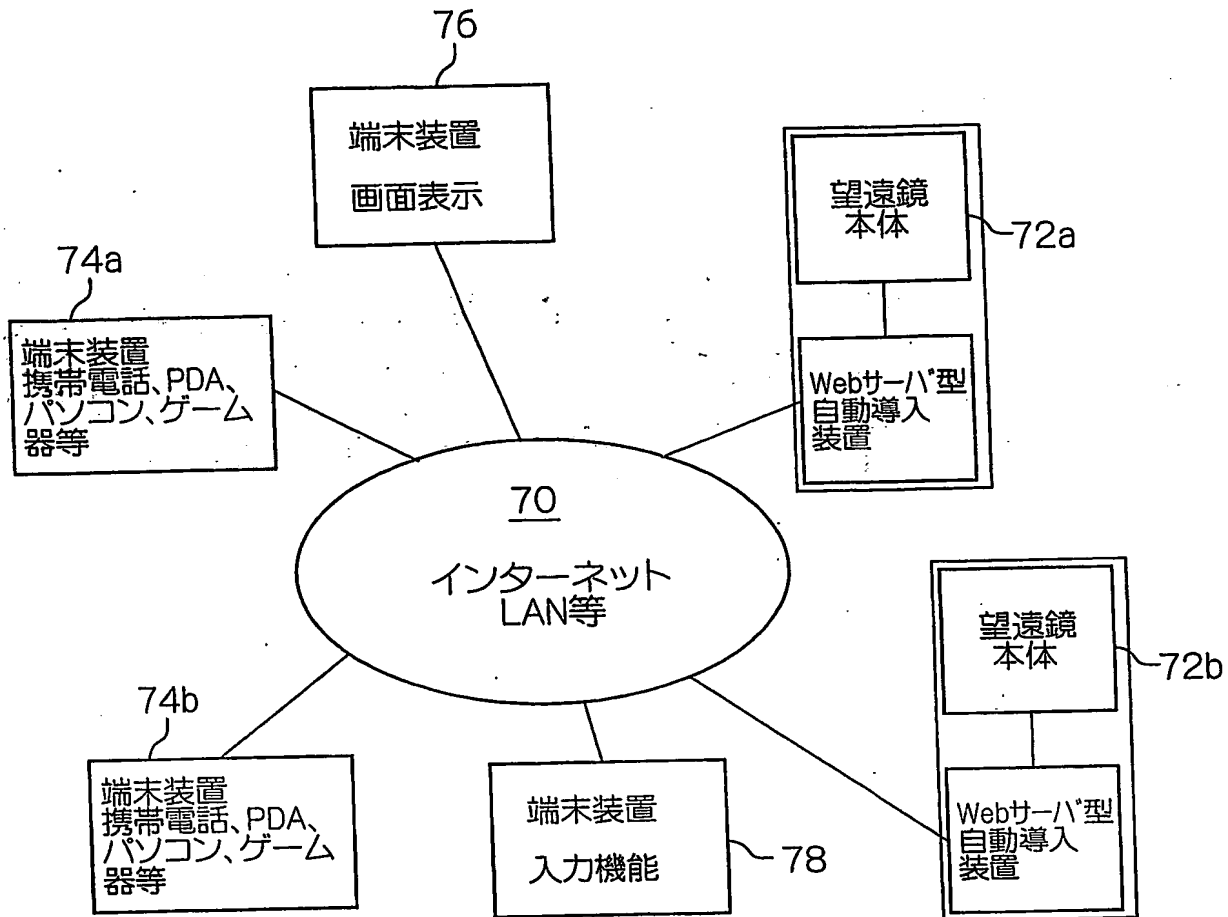 76
端末装置
画面表示
望遠鏡
本体
72a
74a
端末装置
携帯電話、PDA、
パソコン、ゲーム
器等
Webサーバ型
自動導入
装置
70
インターネット
LAN等
望遠鏡
本体
72b
74b
端末装置
携帯電話、PDA、
パソコン、ゲーム
器等
端末装置
入力機能
78
Webサーバ型
自動導入
装置